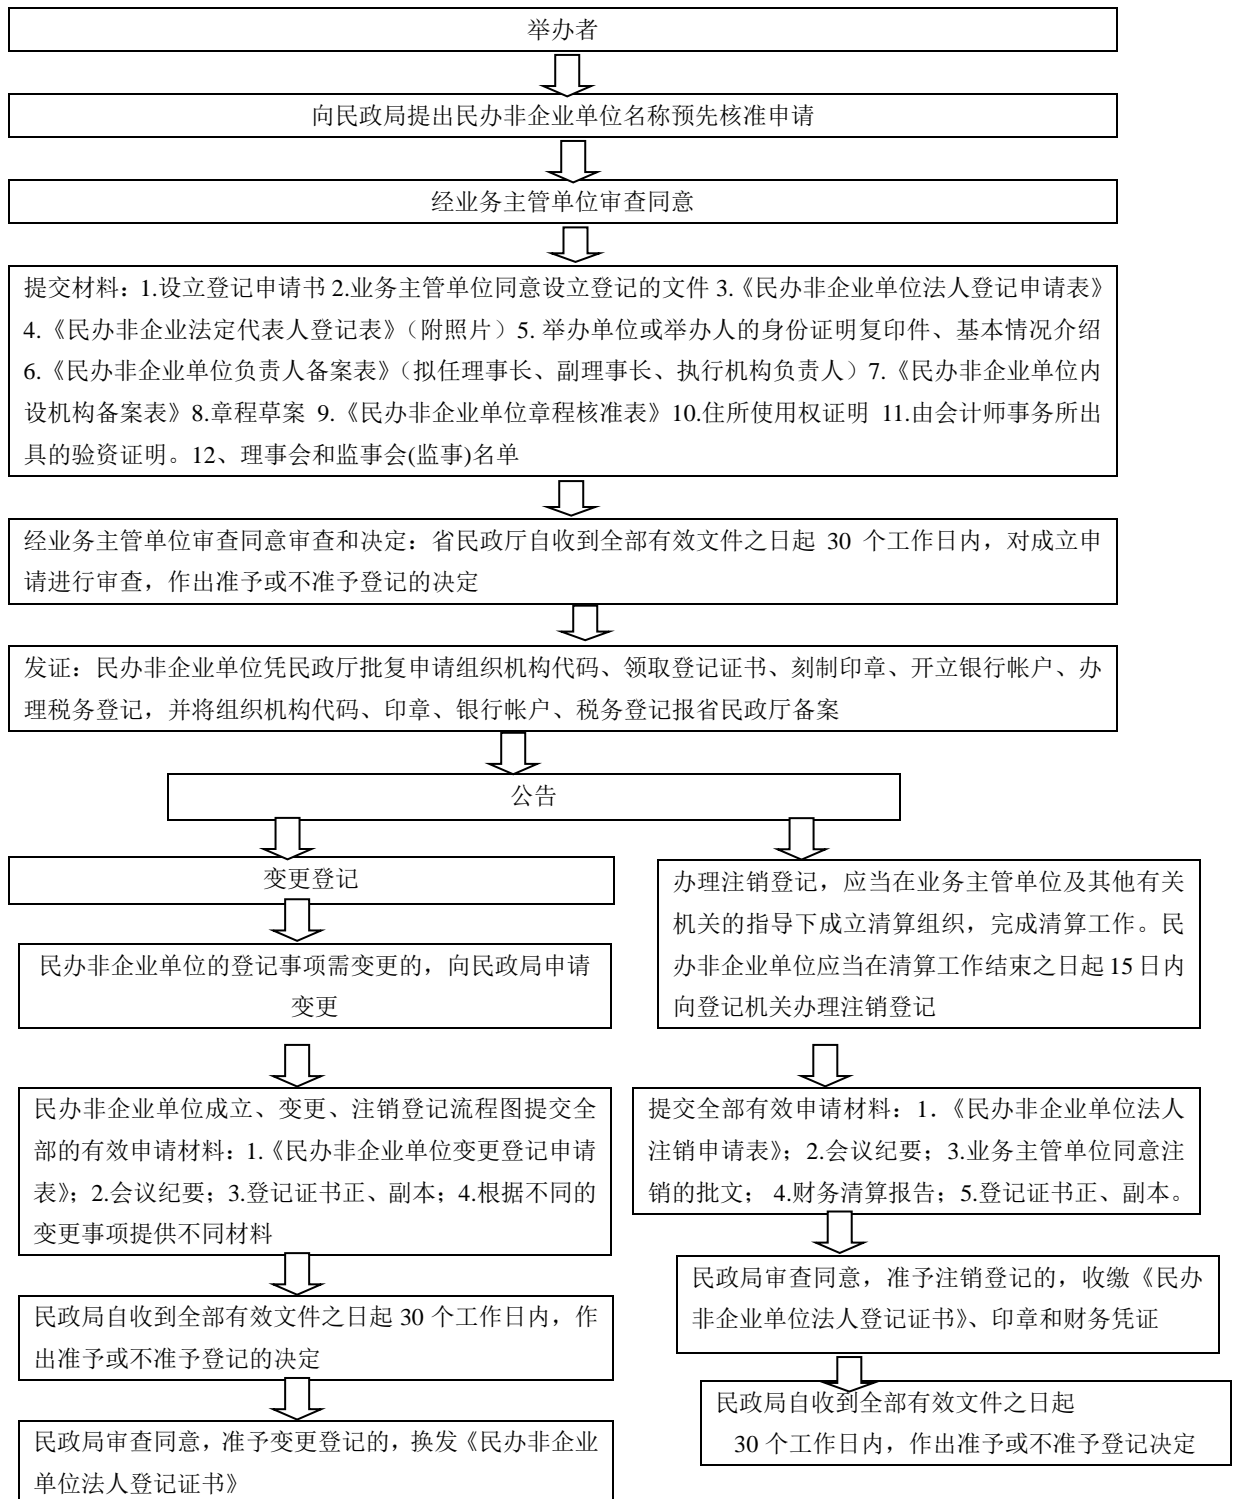 举办者
向民政局提出民办非企业单位名称预先核准申请
经业务主管单位审查同意
提交材料：1.设立登记申请书 2.业务主管单位同意设立登记的文件 3.《民办非企业单位法人登记申请表》
4.《民办非企业法定代表人登记表》（附照片）5. 举办单位或举办人的身份证明复印件、基本情况介绍
6.《民办非企业单位负责人备案表》（拟任理事长、副理事长、执行机构负责人）7.《民办非企业单位内
设机构备案表》8.章程草案 9.《民办非企业单位章程核准表》10.住所使用权证明 11.由会计师事务所出
具的验资证明。12、理事会和监事会(监事)名单
经业务主管单位审查同意审查和决定：省民政厅自收到全部有效文件之日起 30 个工作日内，对成立申
请进行审查，作出准予或不准予登记的决定
发证：民办非企业单位凭民政厅批复申请组织机构代码、领取登记证书、刻制印章、开立银行帐户、办
理税务登记，并将组织机构代码、印章、银行帐户、税务登记报省民政厅备案
公告
变更登记
民办非企业单位的登记事项需变更的，向民政局申请
变更
民办非企业单位成立、变更、注销登记流程图提交全
部的有效申请材料：1.《民办非企业单位变更登记申请
表》；2.会议纪要；3.登记证书正、副本；4.根据不同的
变更事项提供不同材料
民政局自收到全部有效文件之日起 30 个工作日内，作
出准予或不准予登记的决定
民政局审查同意，准予变更登记的，换发《民办非企业
单位法人登记证书》
办理注销登记，应当在业务主管单位及其他有关
机关的指导下成立清算组织，完成清算工作。民
办非企业单位应当在清算工作结束之日起 15 日内
向登记机关办理注销登记
提交全部有效申请材料：1. 《民办非企业单位法人
注销申请表》；2.会议纪要；3.业务主管单位同意注
销的批文； 4.财务清算报告；5.登记证书正、副本。
民政局审查同意，准予注销登记的，收缴《民办
非企业单位法人登记证书》、印章和财务凭证
民政局自收到全部有效文件之日起
30 个工作日内，作出准予或不准予登记决定